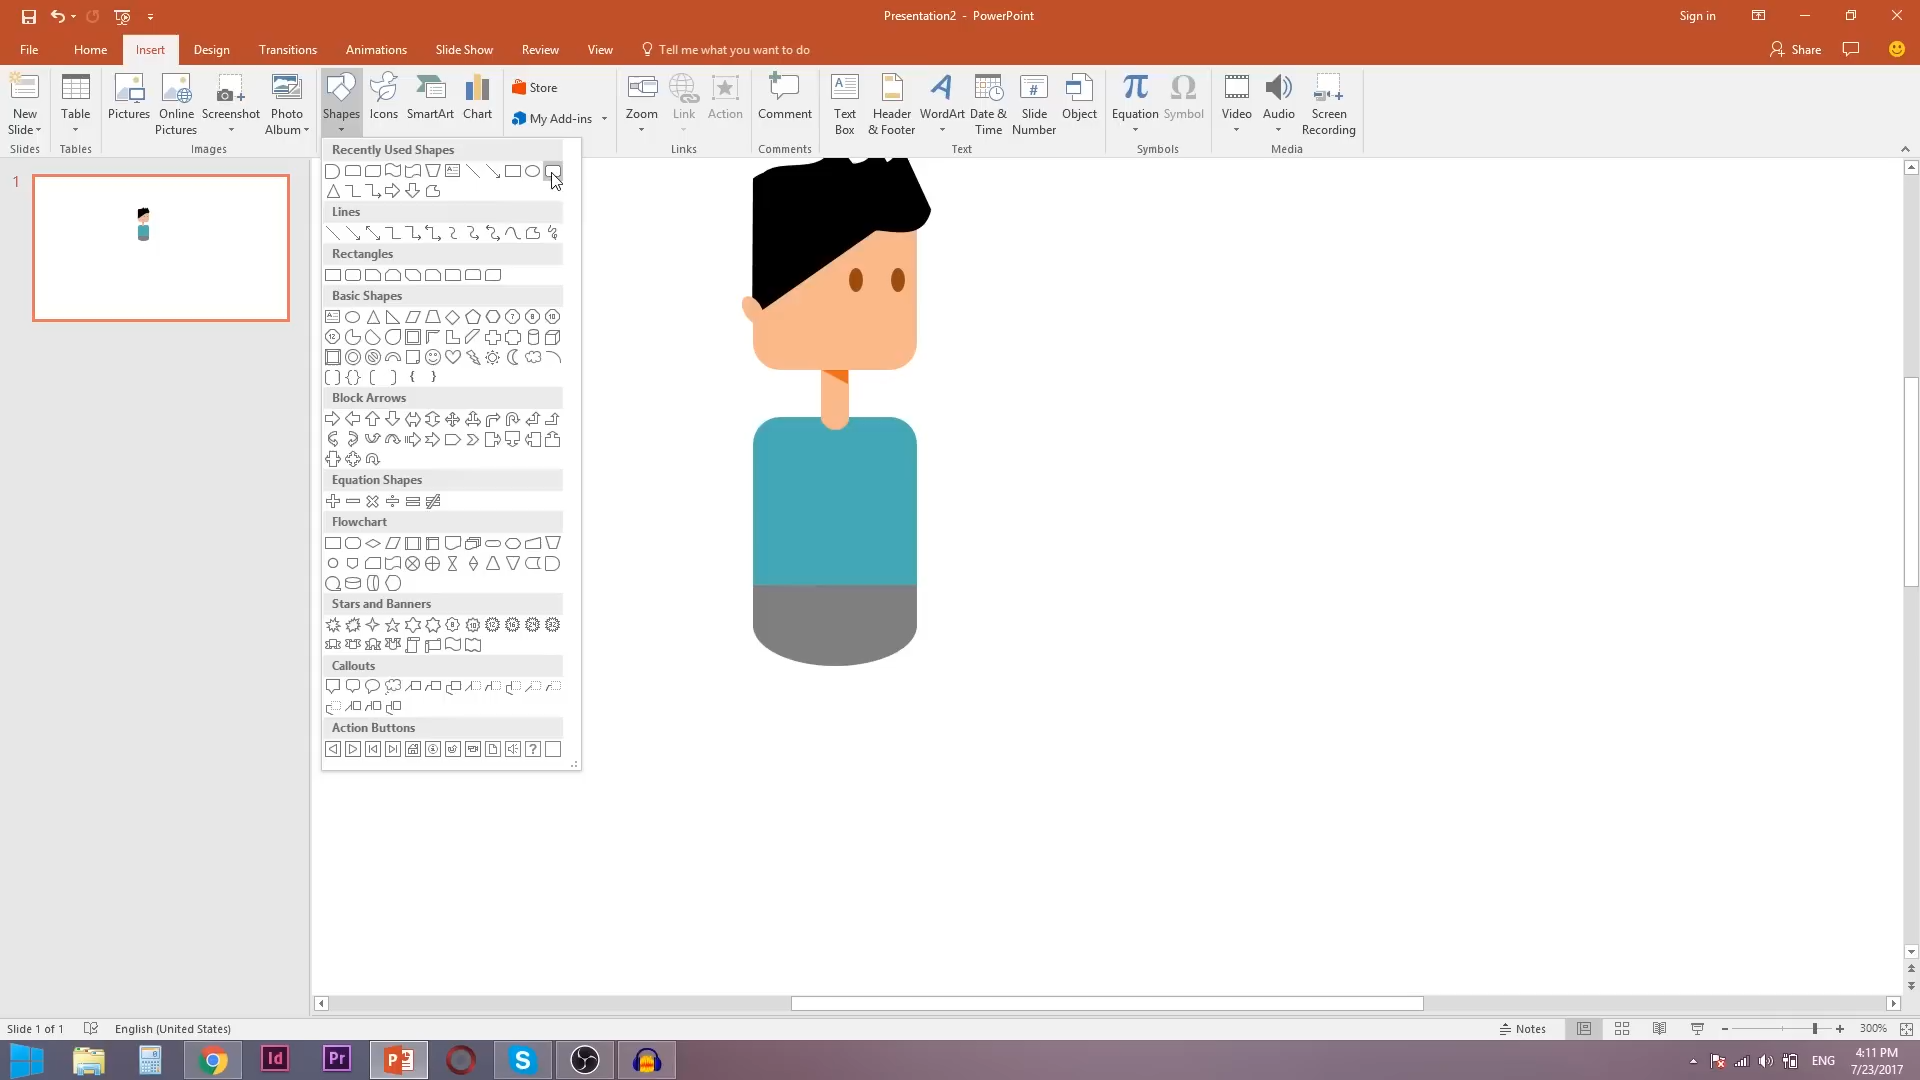 Presentation2 - PowerPoint
Sign in
File Home Insert Design Transitions Animations Slide Show Review View Tell me what you want to do
Share
New Slide
Table
Pictures
Online Pictures
Screenshot
Photo Album
Shapes
Icons
SmartArt
Chart
Store
My Add-ins
Zoom
Link
Action
Comment
Text Box
Header & Footer
WordArt
Date & Time
Slide Number
Object
Equation
Symbol
Video
Audio
Screen Recording
Slides Tables Images Links Comments Text Symbols Media
Recently Used Shapes
Lines
Rectangles
Basic Shapes
Block Arrows
Equation Shapes
Flowchart
Stars and Banners
Callouts
Action Buttons
1
Slide 1 of 1 English (United States)
Notes
300%
Id
Pr
ENG
4:11 PM
7/23/2017